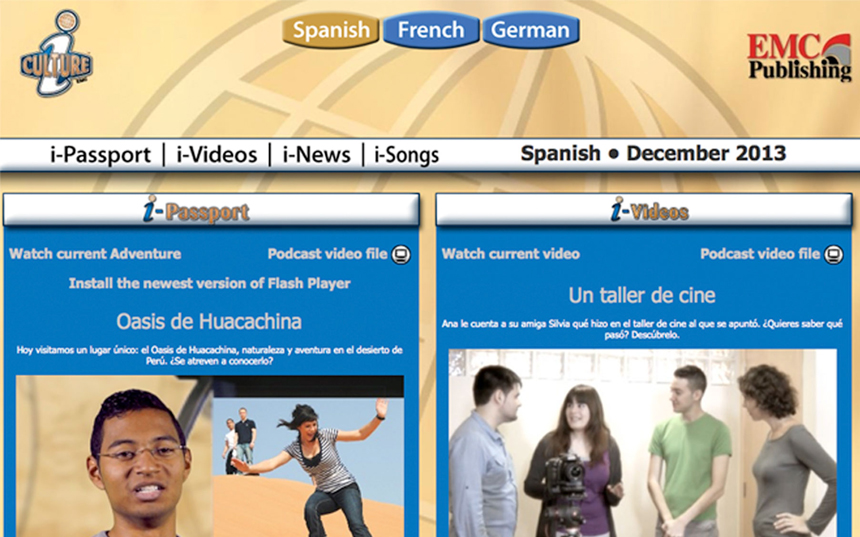 i CULTURE
EMC
Spanish
French
German
EMC
Publishing
i-Passport | i-Videos | i-News | i-Songs
Spanish • December 2013
i-Passport
Watch current Adventure
Podcast video file
Install the newest version of Flash Player
Oasis de Huacachina
Hoy visitamos un lugar único: el Oasis de Huacachina, naturaleza y aventura en el desierto de
Perú. ¿Se atreven a conocerlo?
i-Videos
Watch current video
Podcast video file
Un taller de cine
Ana le cuenta a su amiga Silvia qué hizo en el taller de cine al que se apuntó. ¿Quieres saber qué
pasó? Descúbrelo.